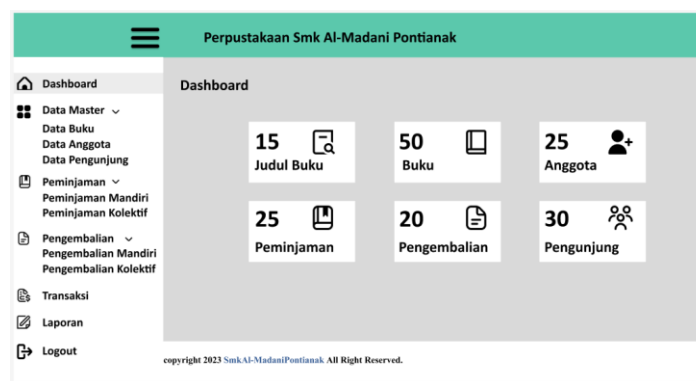 Perpustakaan Smk Al-Madani Pontianak
Dashboard
Data Master
Data Buku
Data Anggota
Data Pengunjung
Peminjaman
Peminjaman Mandiri
Peminjaman Kolektif
Pengembalian
Pengembalian Mandiri
Pengembalian Kolektif
Transaksi
Laporan
Logout
Dashboard
15
Judul Buku
50
Buku
25
Anggota
25
Peminjaman
20
Pengembalian
30
Pengunjung
copyright 2023 SmkAl-MadaniPontianak All Right Reserved.